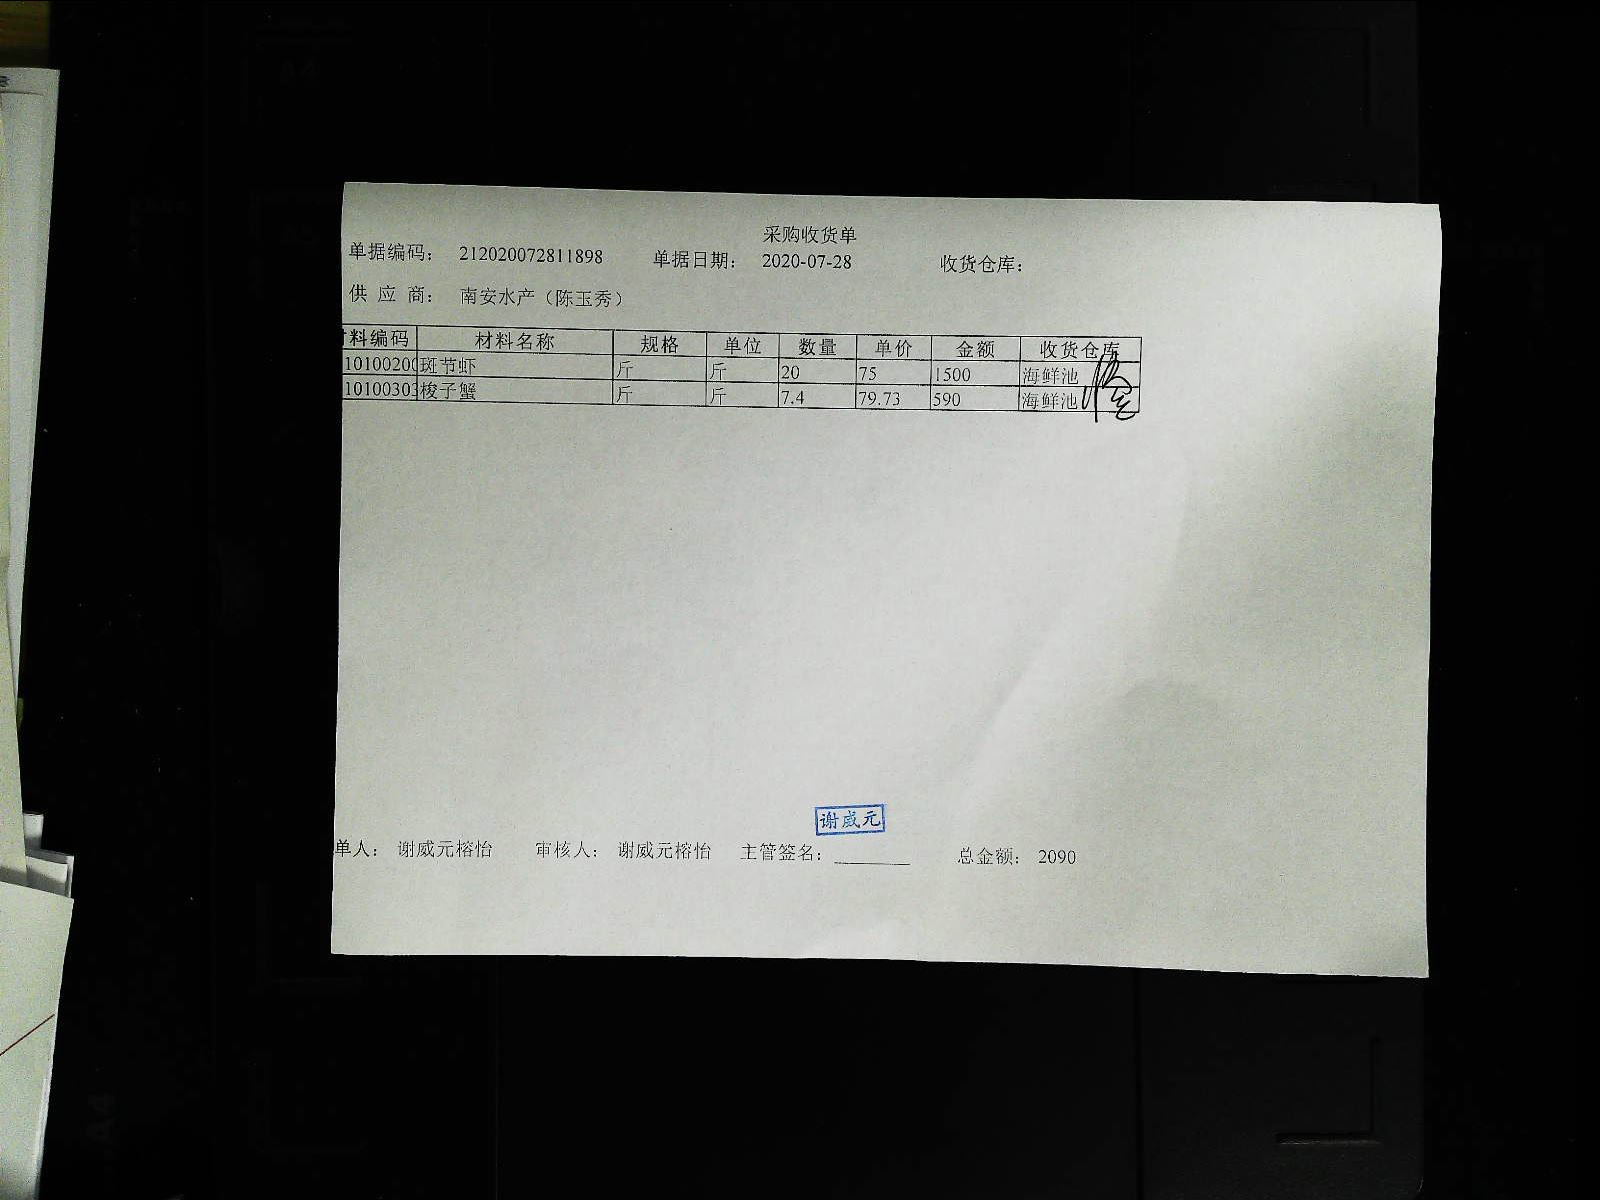 采购收货单
单据编码： 212020072811898 单据日期： 2020-07-28 收货仓库：
供 应 商： 南安水产（陈玉秀）
材料编码 材料名称 规格 单位 数量 单价 金额 收货仓库
1010020 斑节虾 斤 斤 20 75 1500 海鲜池
1010030 梭子蟹 斤 斤 7.4 79.73 590 海鲜池
谢威元
单人： 谢威元榕怡 审核人： 谢威元榕怡 主管签名： 总金额： 2090